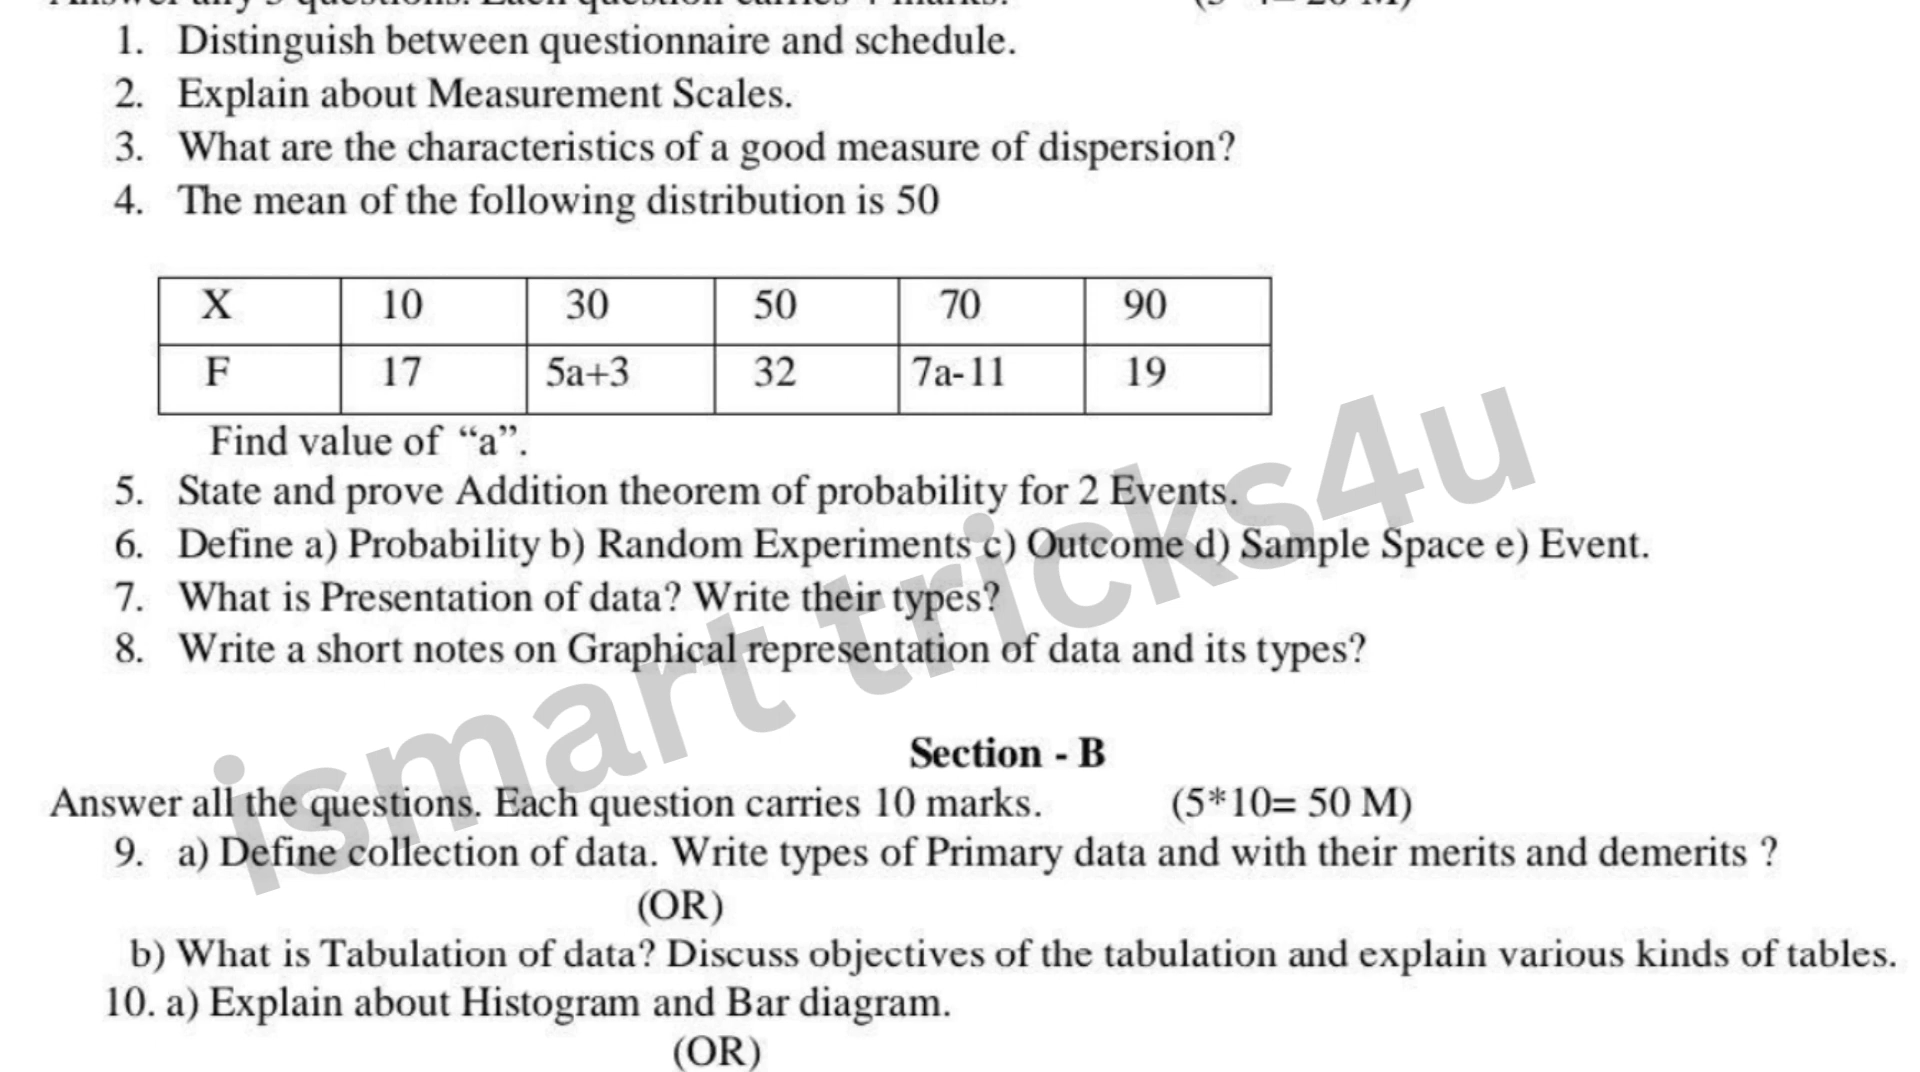 1. Distinguish between questionnaire and schedule.
2. Explain about Measurement Scales.
3. What are the characteristics of a good measure of dispersion?
4. The mean of the following distribution is 50
X 10 30 50 70 90
F 17 5a+3 32 7a-11 19
Find value of “a”.
5. State and prove Addition theorem of probability for 2 Events.
6. Define a) Probability b) Random Experiments c) Outcome d) Sample Space e) Event.
7. What is Presentation of data? Write their types?
8. Write a short notes on Graphical representation of data and its types?
ismart tricks4u
Section - B
Answer all the questions. Each question carries 10 marks. (5*10= 50 M)
9. a) Define collection of data. Write types of Primary data and with their merits and demerits ?
(OR)
b) What is Tabulation of data? Discuss objectives of the tabulation and explain various kinds of tables.
10. a) Explain about Histogram and Bar diagram.
(OR)